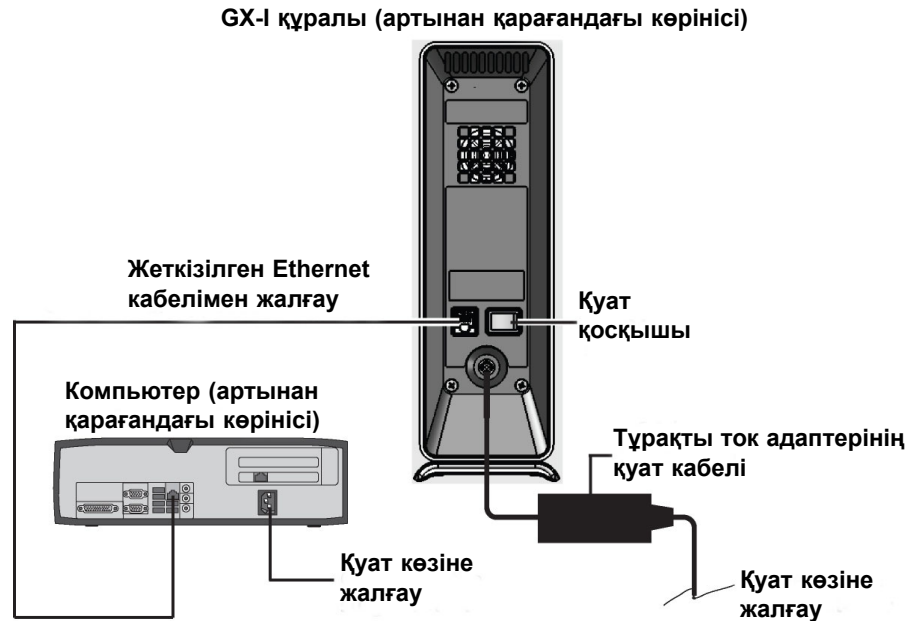 GX-I құралы (артынан қарағандағы көрінісі)
Жеткізілген Ethernet
кабелімен жалғау
Қуат
қосқышы
Компьютер (артынан
қарағандағы көрінісі)
Тұрақты ток адаптерінің
қуат кабелі
Қуат көзіне
жалғау
Қуат көзіне
жалғау